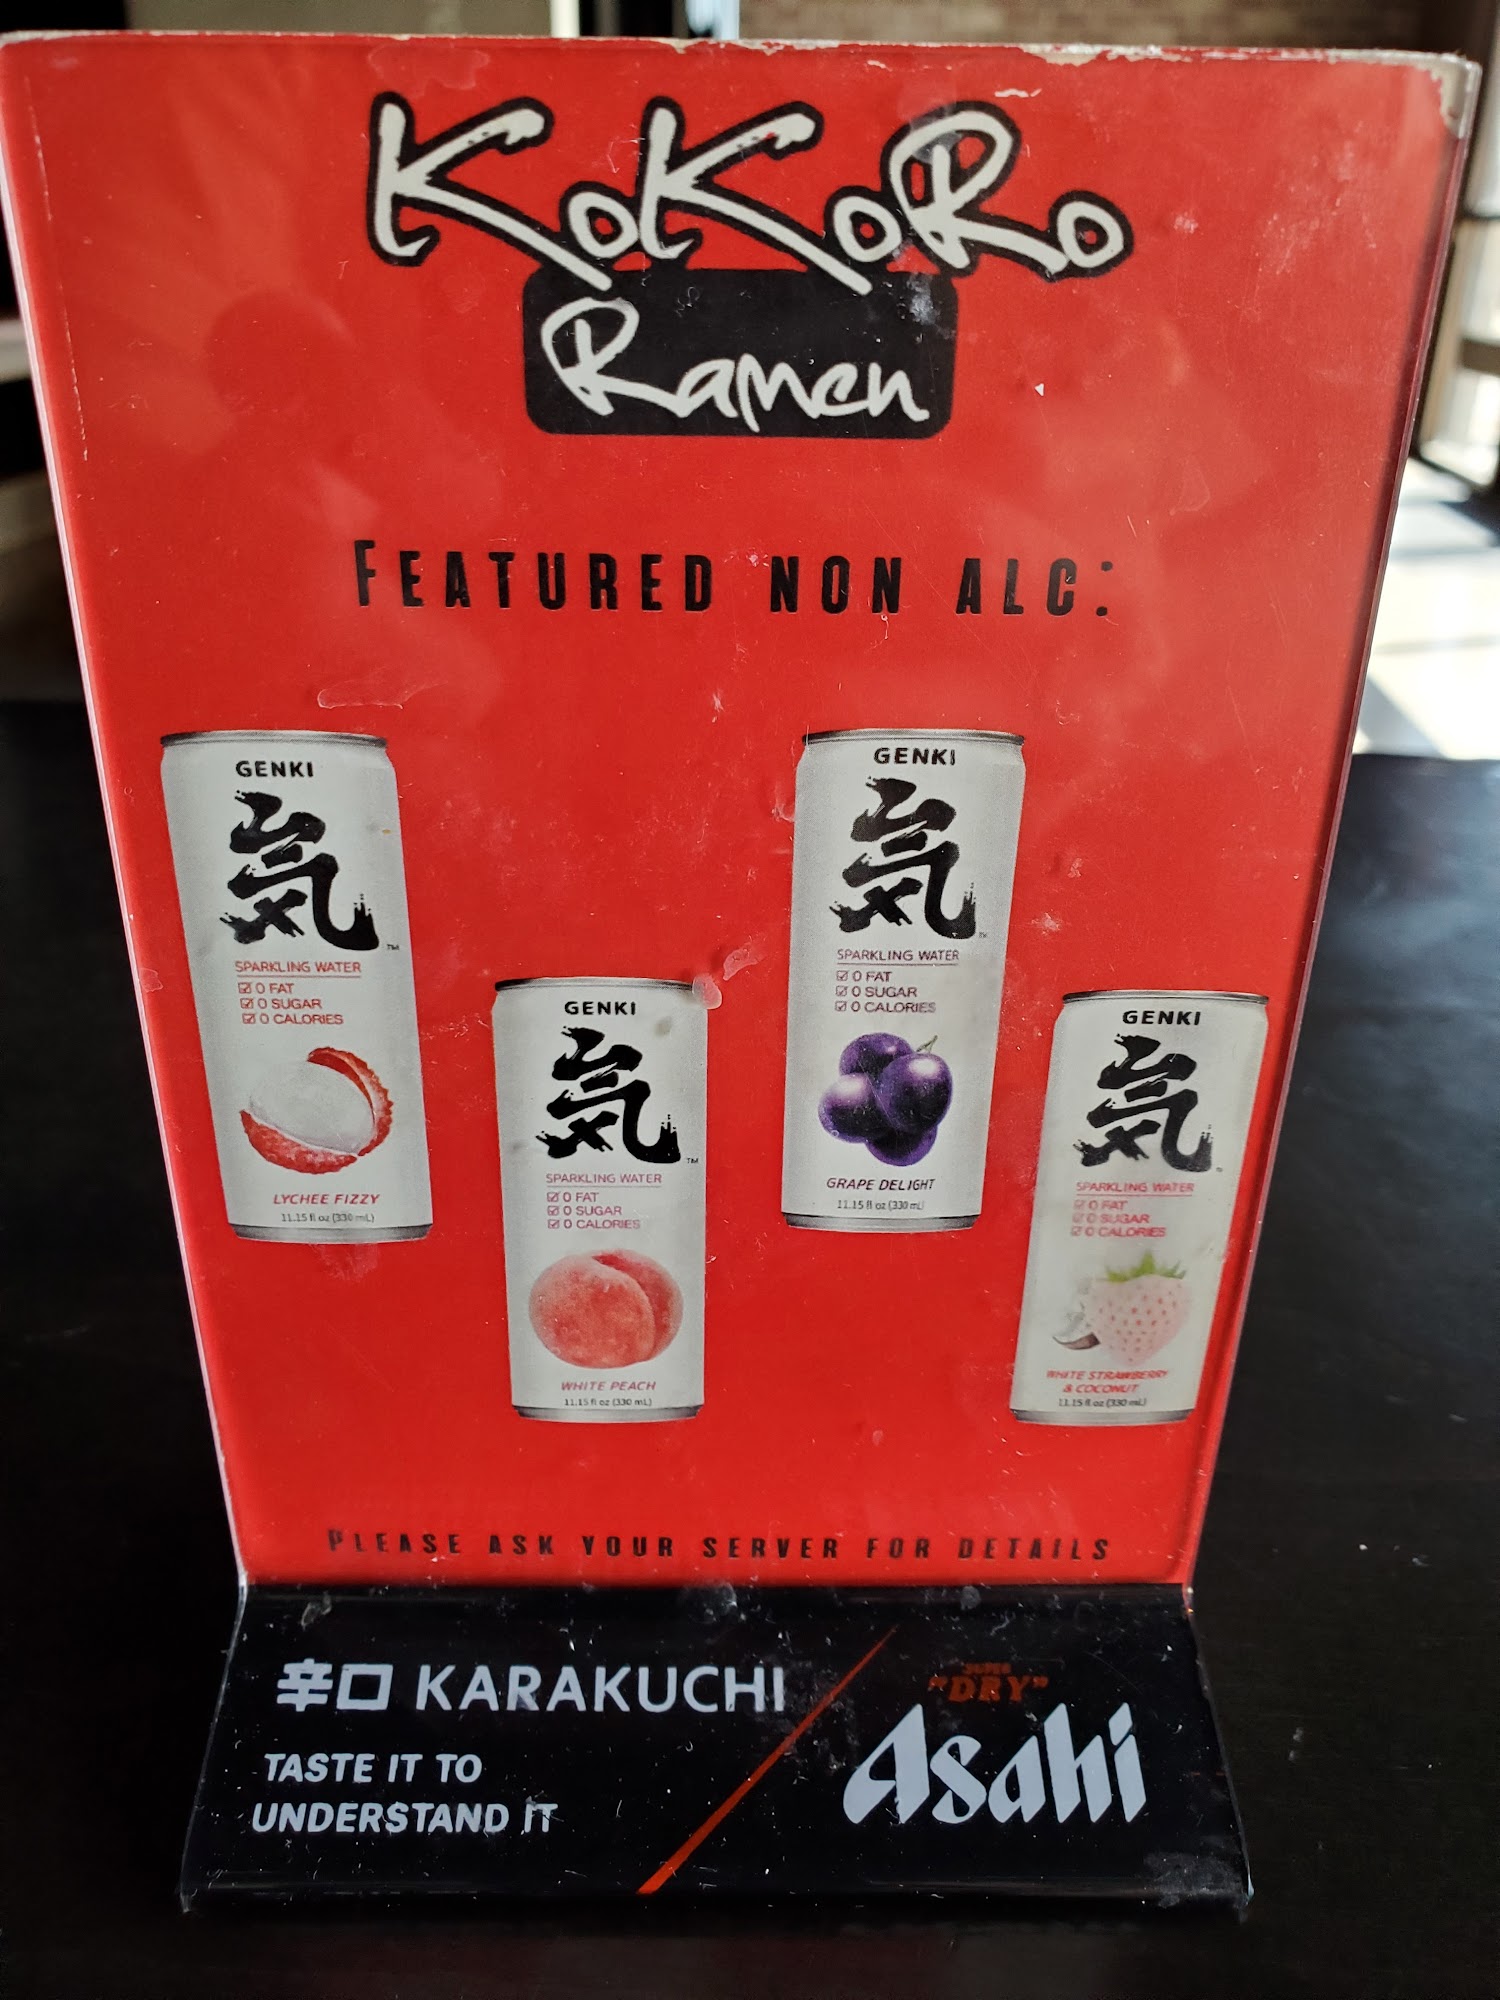 KoKoRo
Ramen
FEATURED NON ALC:
GENKI
気
TM
SPARKLING WATER
☑ 0 FAT
☑ 0 SUGAR
☑ 0 CALORIES
LYCHEE FIZZY
11.15 fl oz (330 mL)
GENKI
気
TM
SPARKLING WATER
☑ 0 FAT
☑ 0 SUGAR
☑ 0 CALORIES
WHITE PEACH
11.15 fl oz (330 mL)
GENKI
気
TM
SPARKLING WATER
☑ 0 FAT
☑ 0 SUGAR
☑ 0 CALORIES
GRAPE DELIGHT
11.15 fl oz (330 mL)
GENKI
気
SPARKLING WATER
☑ 0 FAT
☑ 0 SUGAR
☑ 0 CALORIES
WHITE STRAWBERRY
& COCONUT
11.15 fl oz (330 mL)
PLEASE ASK YOUR SERVER FOR DETAILS
辛口 KARAKUCHI
TASTE IT TO
UNDERSTAND IT
SUPER
"DRY"
Asahi